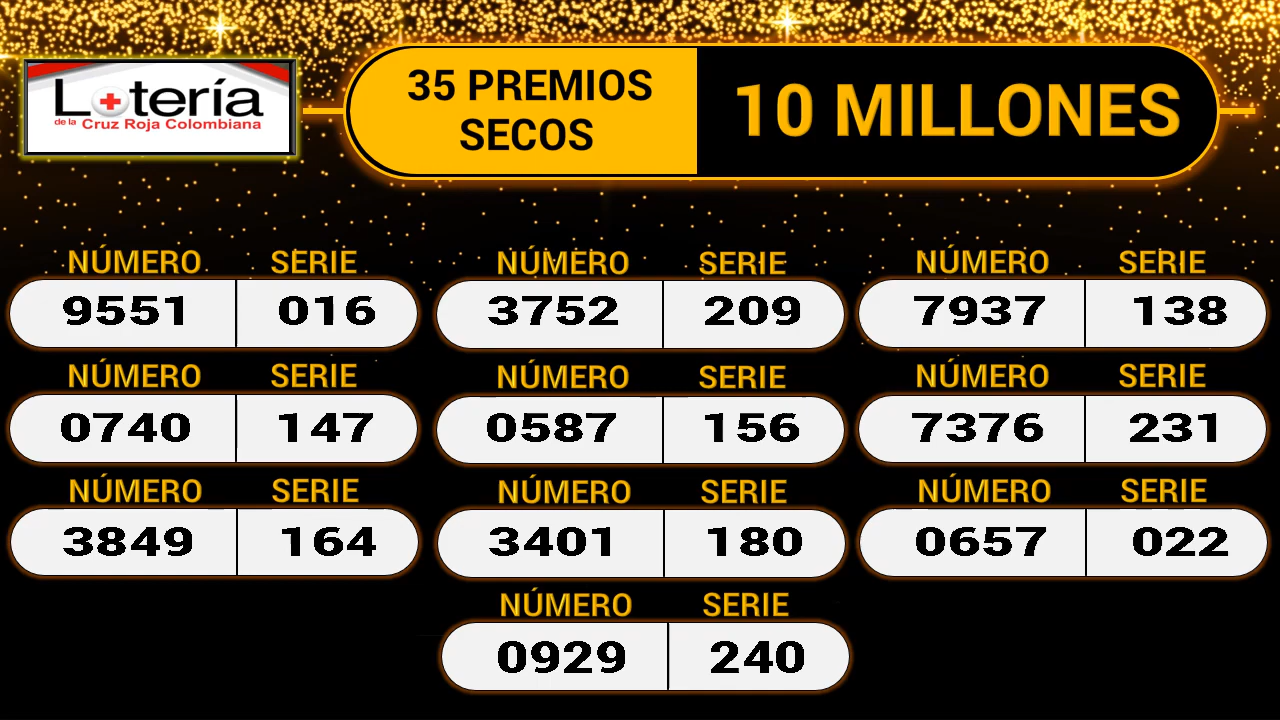 Lotería
de la Cruz Roja Colombiana
35 PREMIOS
SECOS
10 MILLONES
NÚMERO SERIE NÚMERO SERIE NÚMERO SERIE
9551 016 3752 209 7937 138
NÚMERO SERIE NÚMERO SERIE NÚMERO SERIE
0740 147 0587 156 7376 231
NÚMERO SERIE NÚMERO SERIE NÚMERO SERIE
3849 164 3401 180 0657 022
NÚMERO SERIE
0929 240